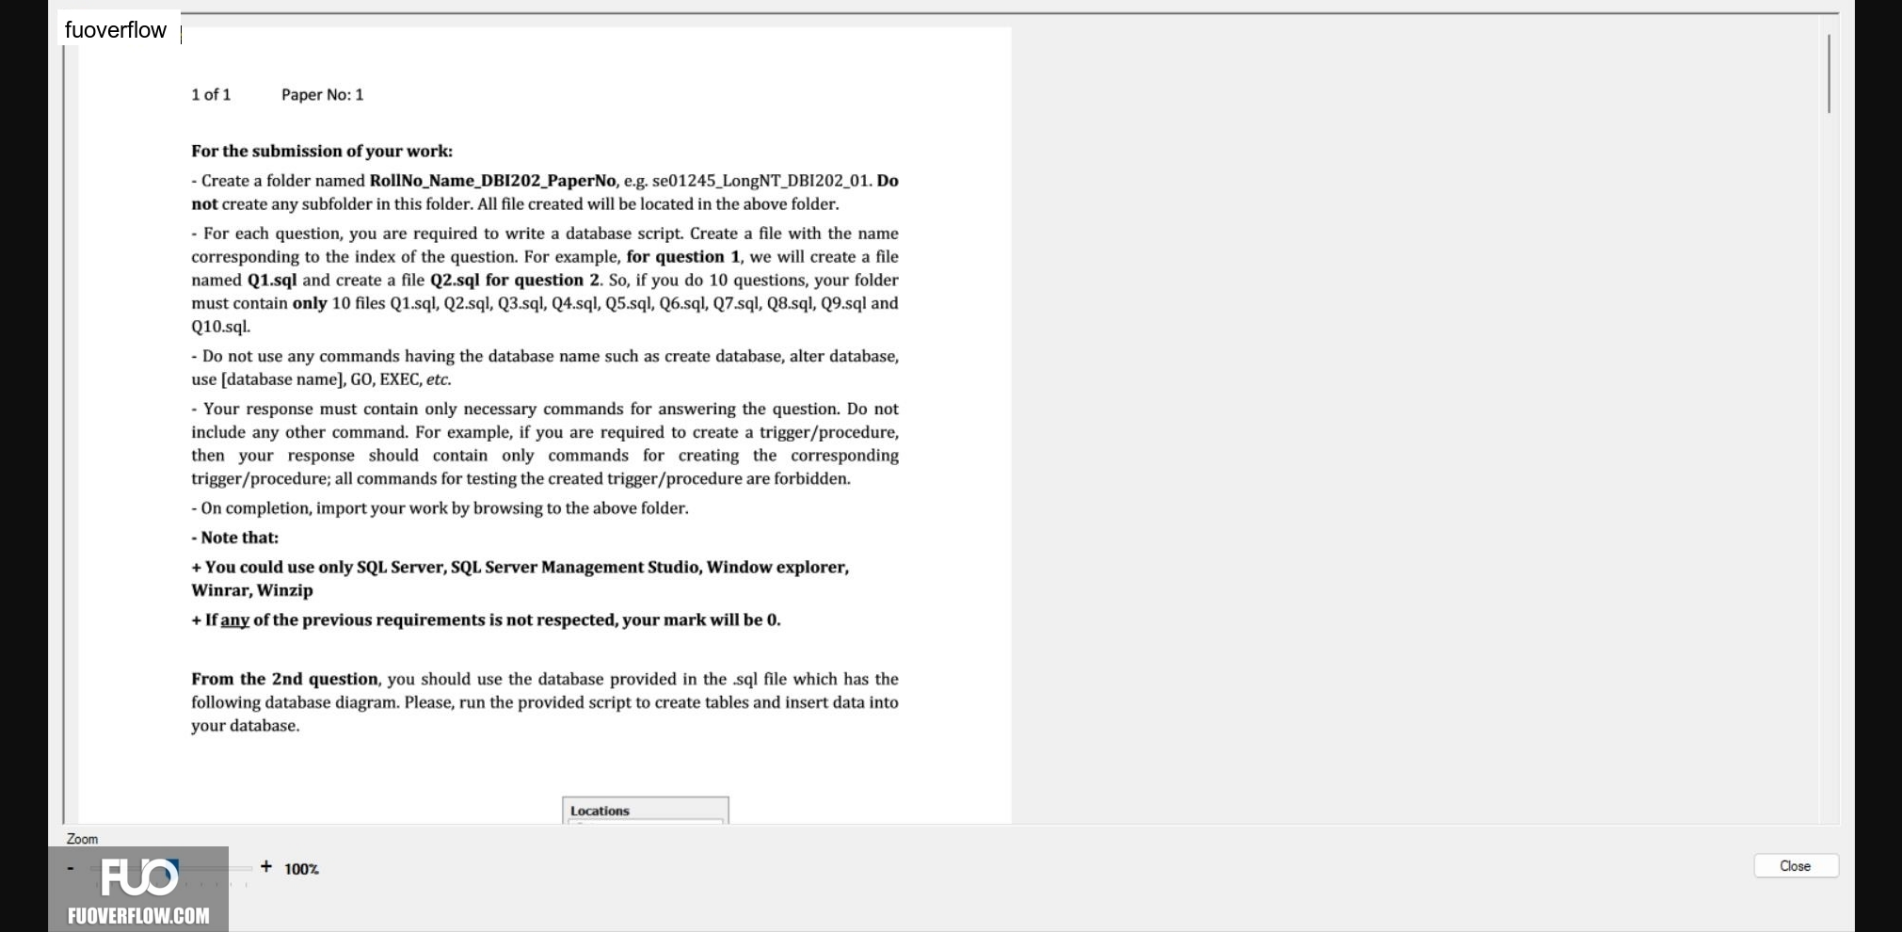 fuoverflow
1 of 1 Paper No: 1
For the submission of your work:
- Create a folder named RollNo_Name_DBI202_PaperNo, e.g. se01245_LongNT_DBI202_01. Do
not create any subfolder in this folder. All file created will be located in the above folder.
- For each question, you are required to write a database script. Create a file with the name
corresponding to the index of the question. For example, for question 1, we will create a file
named Q1.sql and create a file Q2.sql for question 2. So, if you do 10 questions, your folder
must contain only 10 files Q1.sql, Q2.sql, Q3.sql, Q4.sql, Q5.sql, Q6.sql, Q7.sql, Q8.sql, Q9.sql and
Q10.sql.
- Do not use any commands having the database name such as create database, alter database,
use [database name], GO, EXEC, etc.
- Your response must contain only necessary commands for answering the question. Do not
include any other command. For example, if you are required to create a trigger/procedure,
then your response should contain only commands for creating the corresponding
trigger/procedure; all commands for testing the created trigger/procedure are forbidden.
- On completion, import your work by browsing to the above folder.
- Note that:
+ You could use only SQL Server, SQL Server Management Studio, Window explorer,
Winrar, Winzip
+ If any of the previous requirements is not respected, your mark will be 0.
From the 2nd question, you should use the database provided in the .sql file which has the
following database diagram. Please, run the provided script to create tables and insert data into
your database.
Locations
Zoom
- + 100%
Close
FUO
FUOVERFLOW.COM